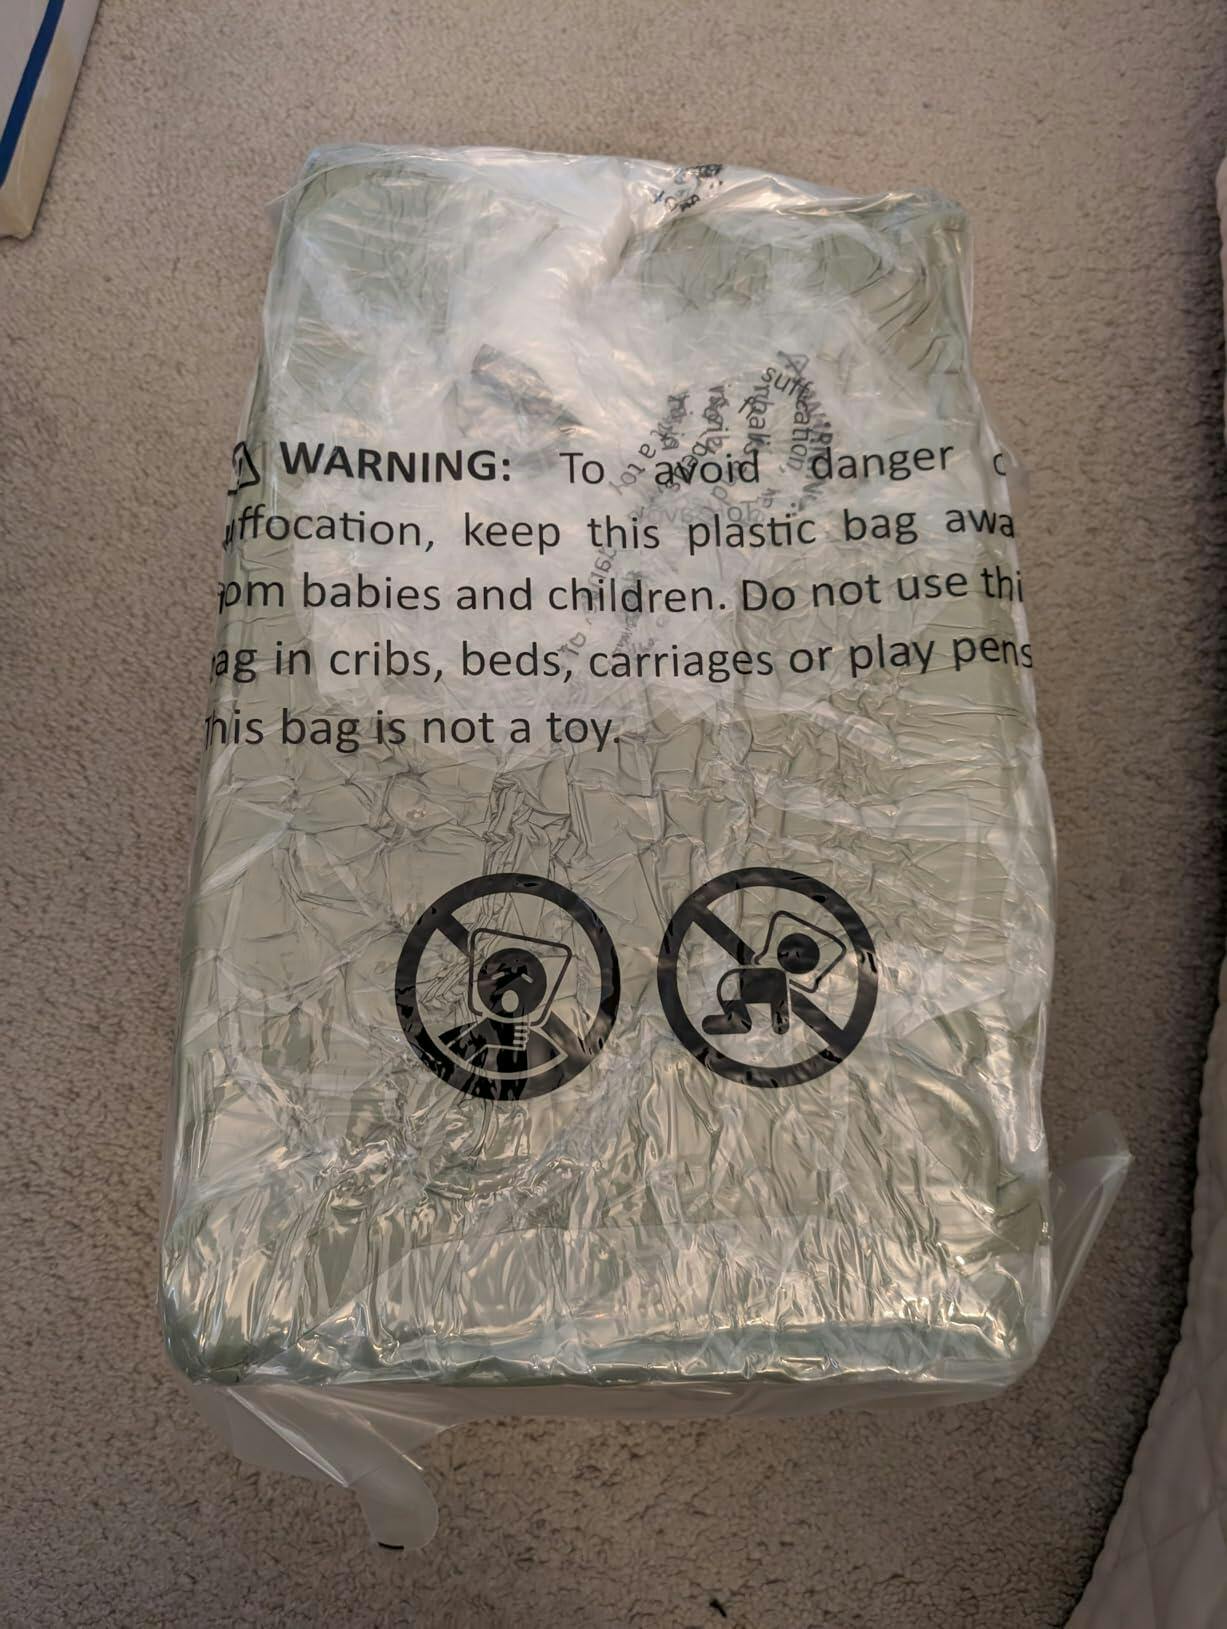 WARNING: To avoid danger
ffocation, keep this plastic bag awa
om babies and children. Do not use thi
ag in cribs, beds, carriages or play pens
his bag is not a toy.